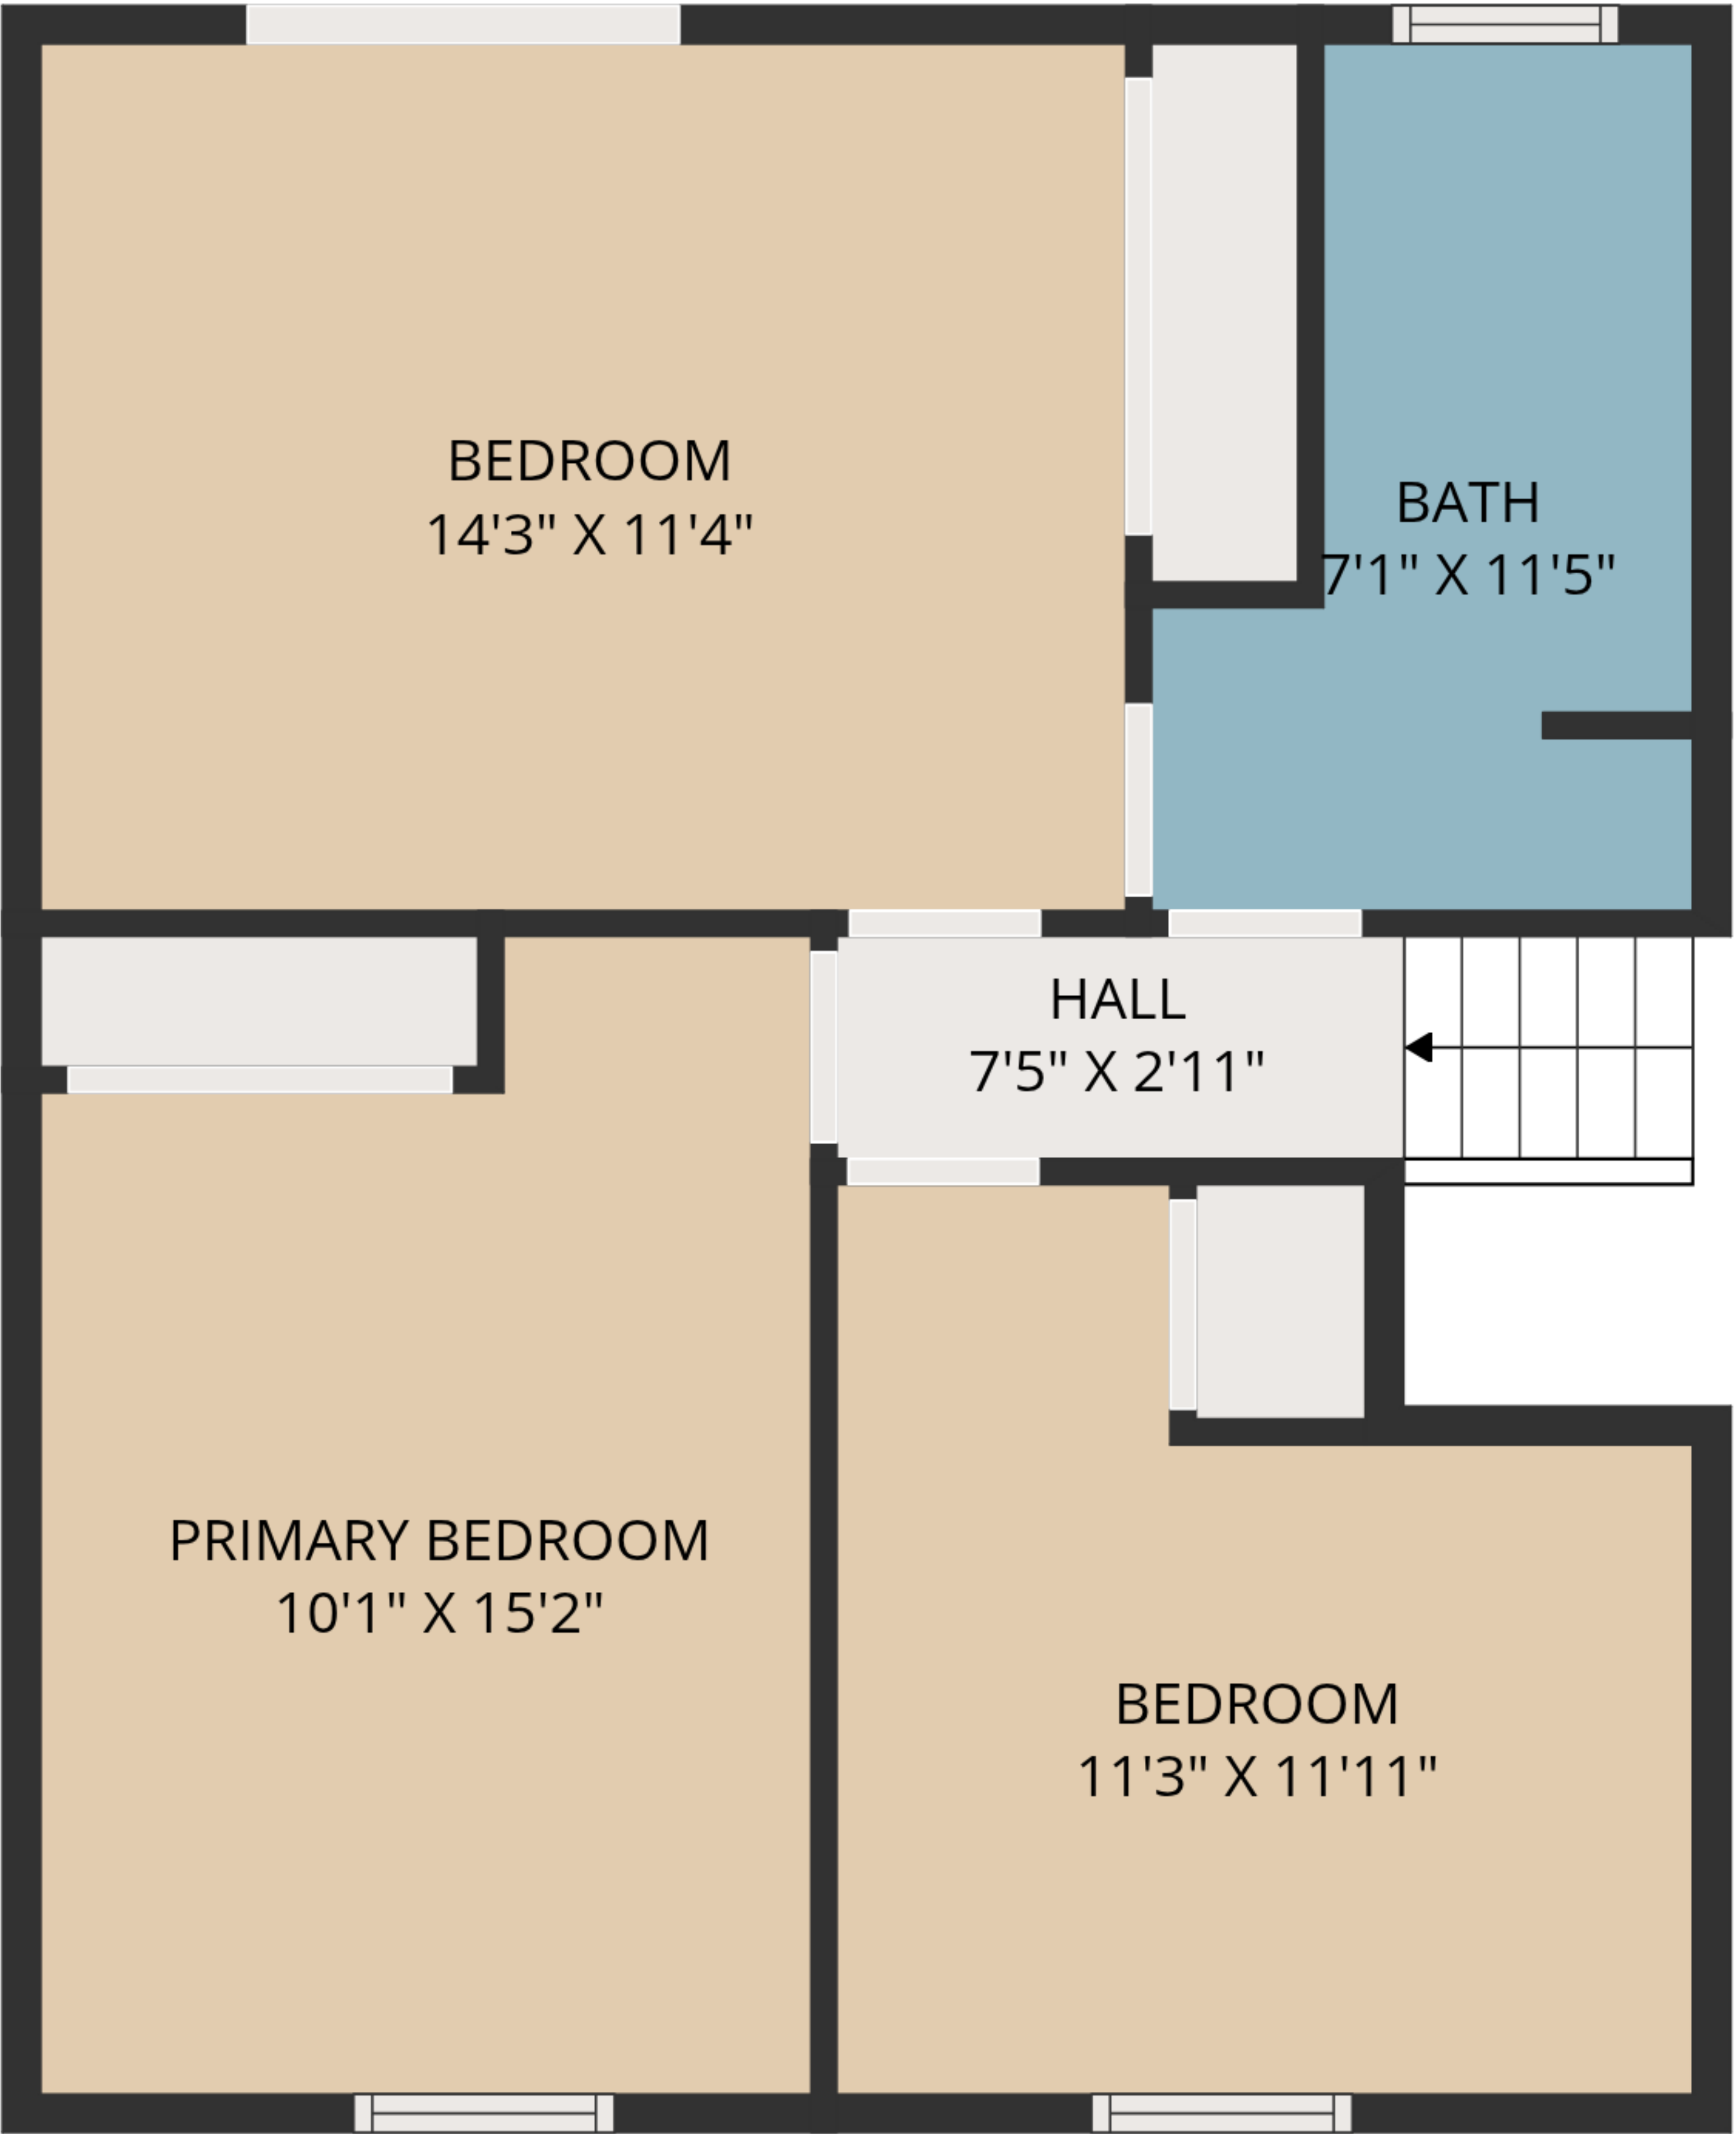 BEDROOM
14'3" X 11'4"
BATH
7'1" X 11'5"
HALL
7'5" X 2'11"
PRIMARY BEDROOM
10'1" X 15'2"
BEDROOM
11'3" X 11'11"